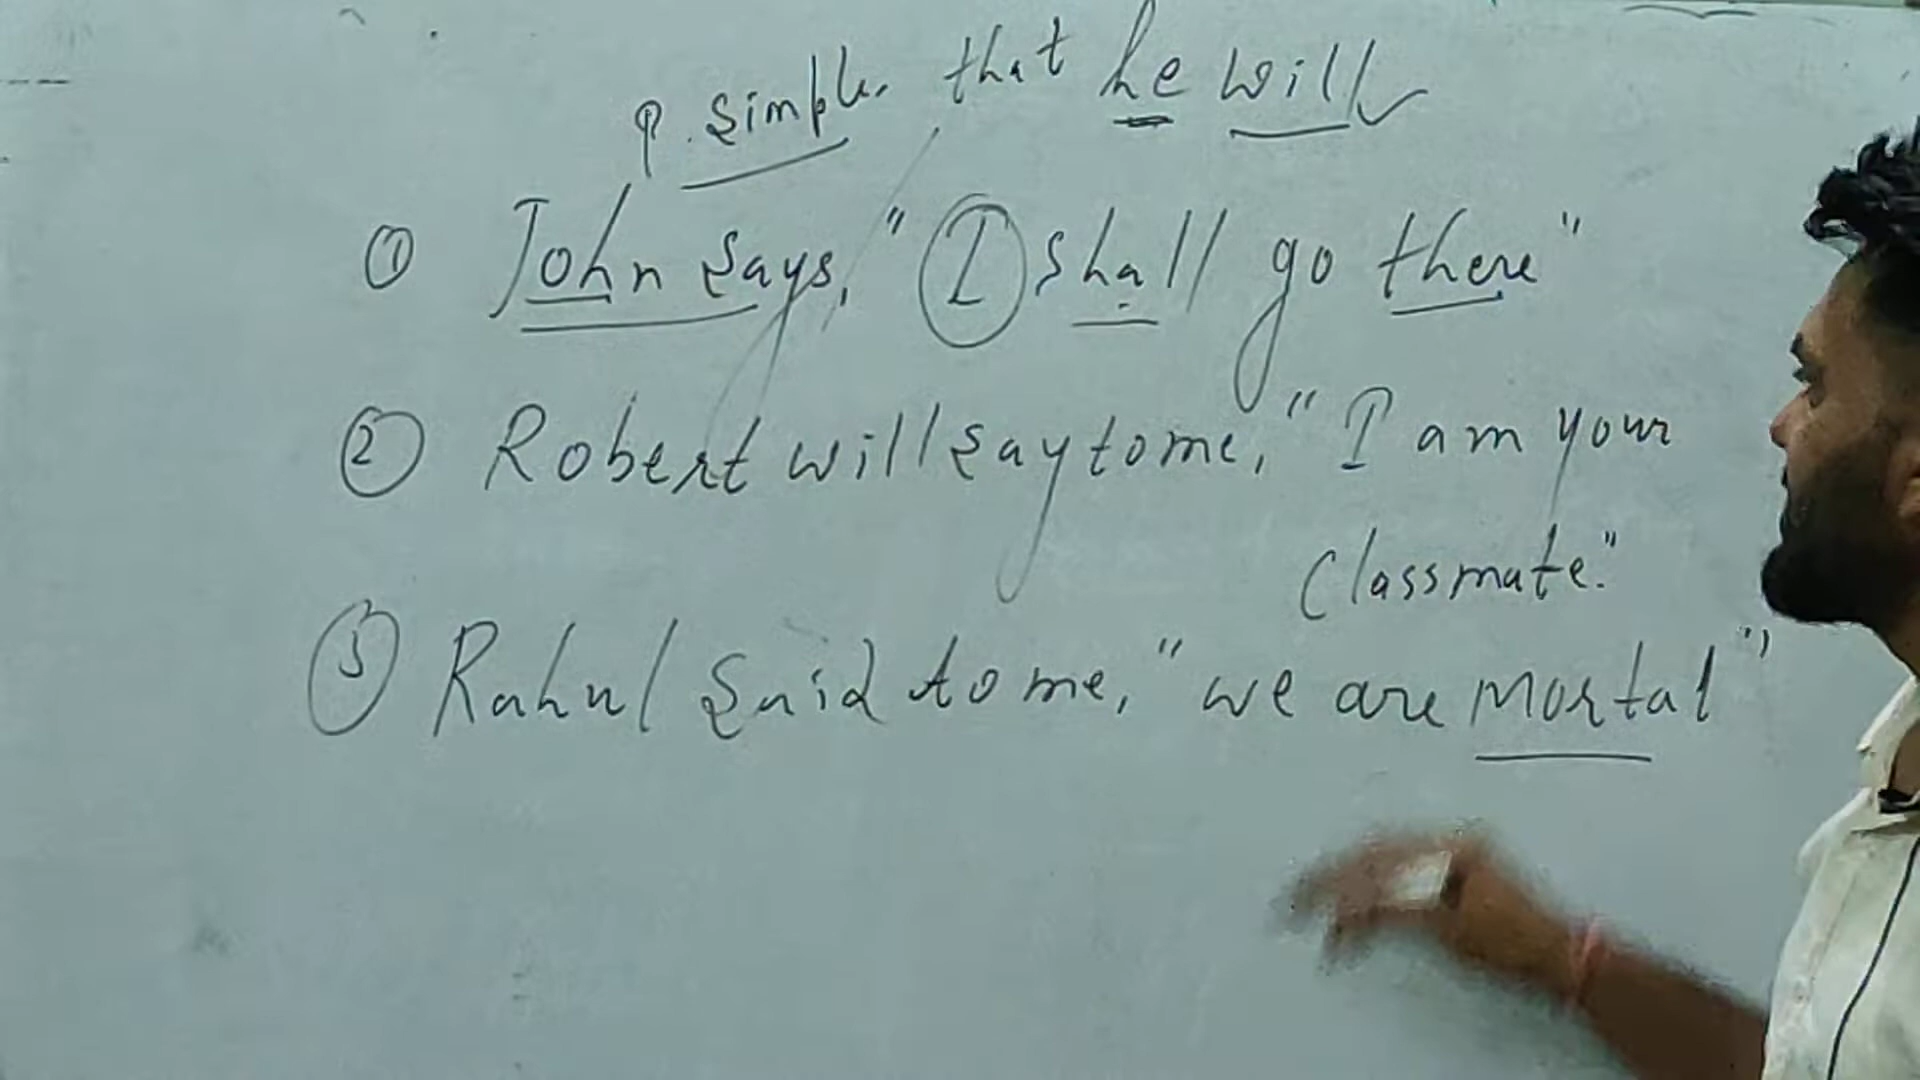 P. Simple. that he will
① John says, "I shall go there"
② Robert will say to me, "I am your
Classmate."
③ Rahul said to me, "we are mortal"